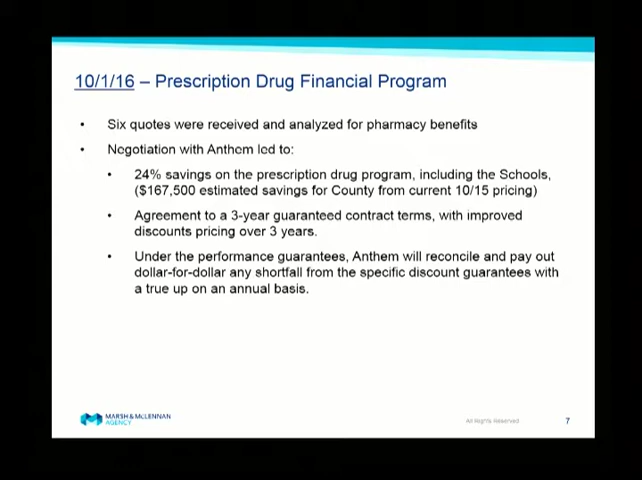 10/1/16 – Prescription Drug Financial Program
• Six quotes were received and analyzed for pharmacy benefits
• Negotiation with Anthem led to:
• 24% savings on the prescription drug program, including the Schools,
($167,500 estimated savings for County from current 10/15 pricing)
• Agreement to a 3-year guaranteed contract terms, with improved
discounts pricing over 3 years.
• Under the performance guarantees, Anthem will reconcile and pay out
dollar-for-dollar any shortfall from the specific discount guarantees with
a true up on an annual basis.
MARSH & McLENNAN
AGENCY
All Rights Reserved
7